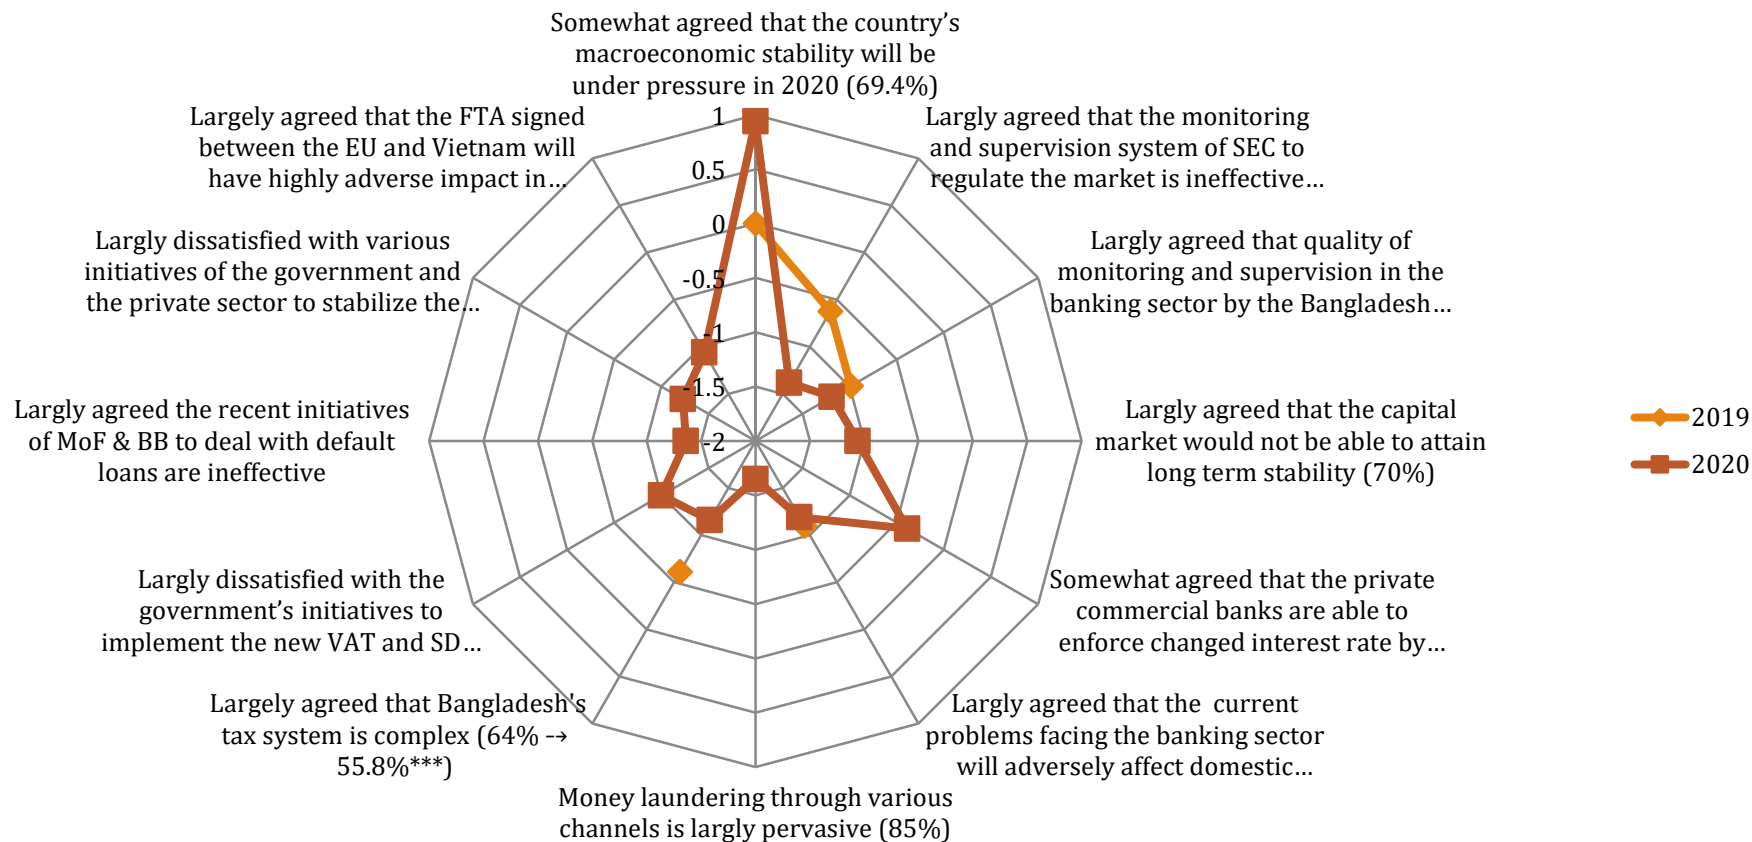 Somewhat agreed that the country's
macroeconomic stability will be
under pressure in 2020 (69.4%)
Largely agreed that the FTA signed
between the EU and Vietnam will
have highly adverse impact in…
Largly agreed that the monitoring
and supervision system of SEC to
regulate the market is ineffective…
Largly dissatisfied with various
initiatives of the government and
the private sector to stabilize the…
Largly agreed that quality of
monitoring and supervision in the
banking sector by the Bangladesh…
Largly agreed the recent initiatives
of MoF & BB to deal with default
loans are ineffective
Largly agreed that the capital
market would not be able to attain
long term stability (70%)
Largly dissatisfied with the
government's initiatives to
implement the new VAT and SD…
Somewhat agreed that the private
commercial banks are able to
enforce changed interest rate by…
Largely agreed that Bangladesh's
tax system is complex (64% -→
55.8%***)
Largly agreed that the  current
problems facing the banking sector
will adversely affect domestic…
Money laundering through various
channels is largly pervasive (85%)
1
0.5
0
-0.5
-1
-1.5
-2
2019
2020